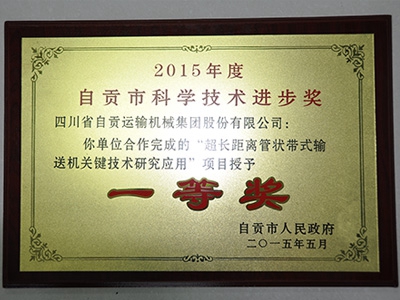 2015年度
自贡市科学技术进步奖
四川省自贡运输机械集团股份有限公司：
你单位合作完成的“超长距离管状带式输
送机关键技术研究应用”项目授予
一等奖
自贡市人民政府
二〇一五年五月